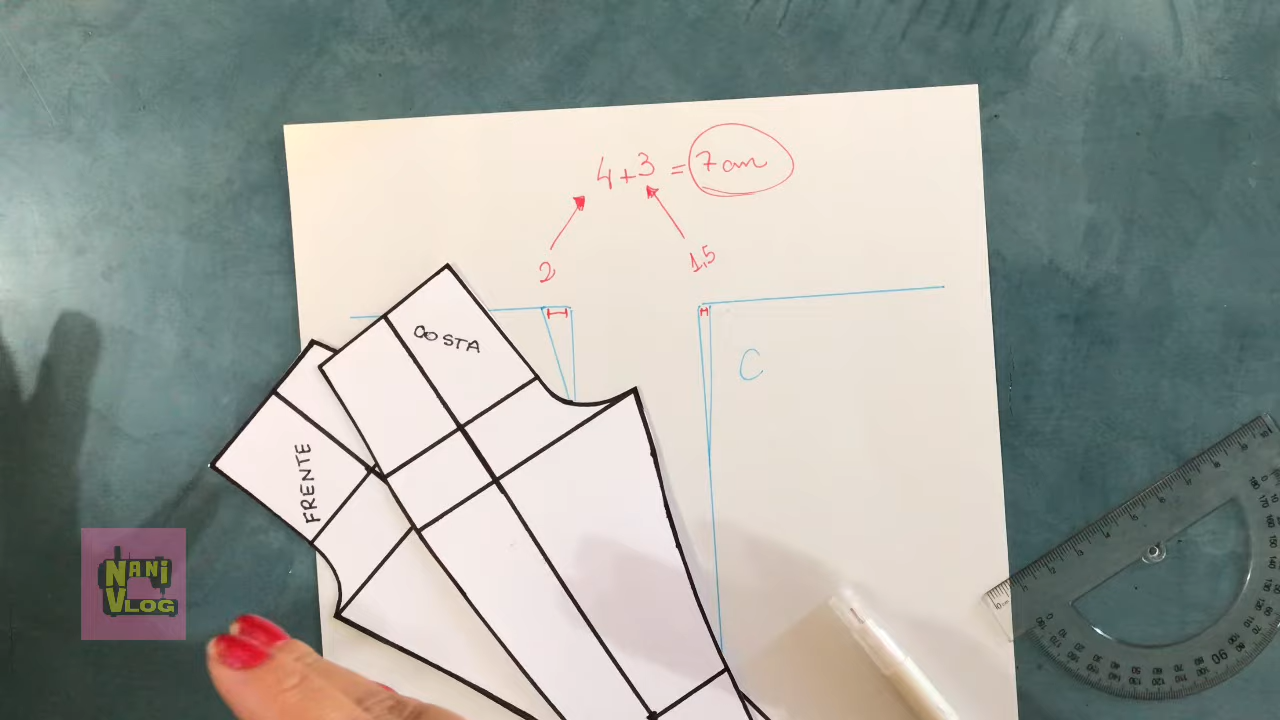 4+3 = 7cm
2
1,5
COSTA
C
FRENTE
NANi
VLOG